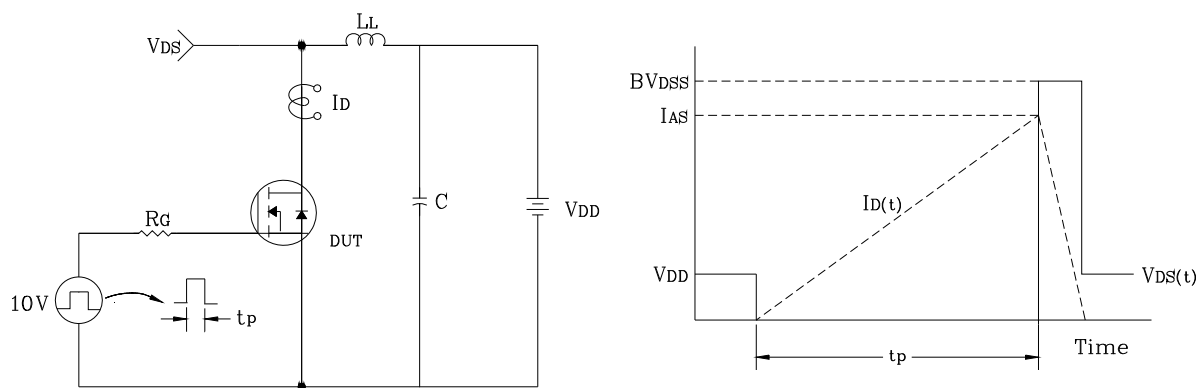 LL
VDS
ID
C
VDD
RG
DUT
10V
tp
BVDSS
IAS
ID(t)
VDD
VDS(t)
Time
tp